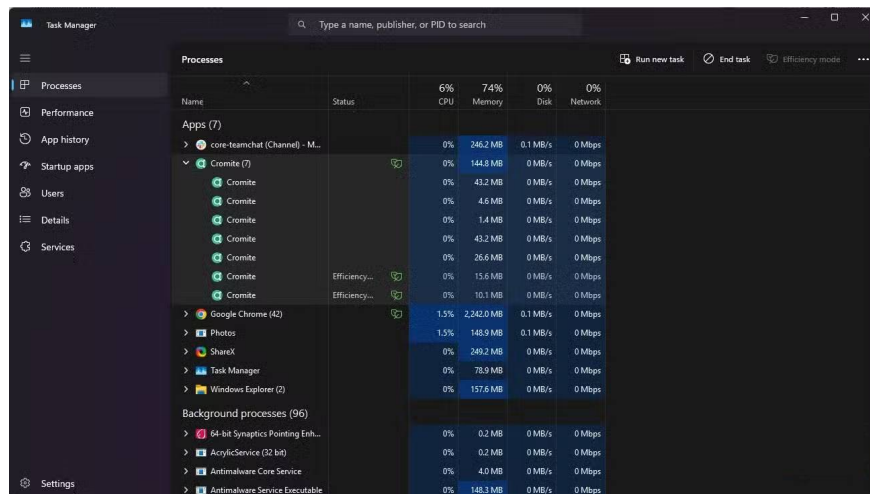 Task Manager
Type a name, publisher, or PID to search
Processes
Run new task
End task
Efficiency mode
Processes
Performance
App history
Startup apps
Users
Details
Services
Settings
6% 74% 0% 0%
Name Status CPU Memory Disk Network
Apps (7)
core-teamchat (Channel) - M... 0% 246.2 MB 0.1 MB/s 0 Mbps
Cromite (7) 0% 144.8 MB 0 MB/s 0 Mbps
Cromite 0% 43.2 MB 0 MB/s 0 Mbps
Cromite 0% 4.6 MB 0 MB/s 0 Mbps
Cromite 0% 1.4 MB 0 MB/s 0 Mbps
Cromite 0% 43.2 MB 0 MB/s 0 Mbps
Cromite 0% 26.6 MB 0 MB/s 0 Mbps
Cromite Efficiency... 0% 15.6 MB 0 MB/s 0 Mbps
Cromite Efficiency... 0% 10.1 MB 0 MB/s 0 Mbps
Google Chrome (42) 1.5% 2,242.0 MB 0.1 MB/s 0 Mbps
Photos 1.5% 148.9 MB 0.1 MB/s 0 Mbps
ShareX 0% 249.2 MB 0 MB/s 0 Mbps
Task Manager 0% 78.9 MB 0 MB/s 0 Mbps
Windows Explorer (2) 0% 157.6 MB 0 MB/s 0 Mbps
Background processes (96)
64-bit Synaptics Pointing Enh... 0% 0.2 MB 0 MB/s 0 Mbps
AcrylicService (32 bit) 0% 0.2 MB 0 MB/s 0 Mbps
Antimalware Core Service 0% 4.0 MB 0 MB/s 0 Mbps
Antimalware Service Executable 0% 148.3 MB 0 MB/s 0 Mbps